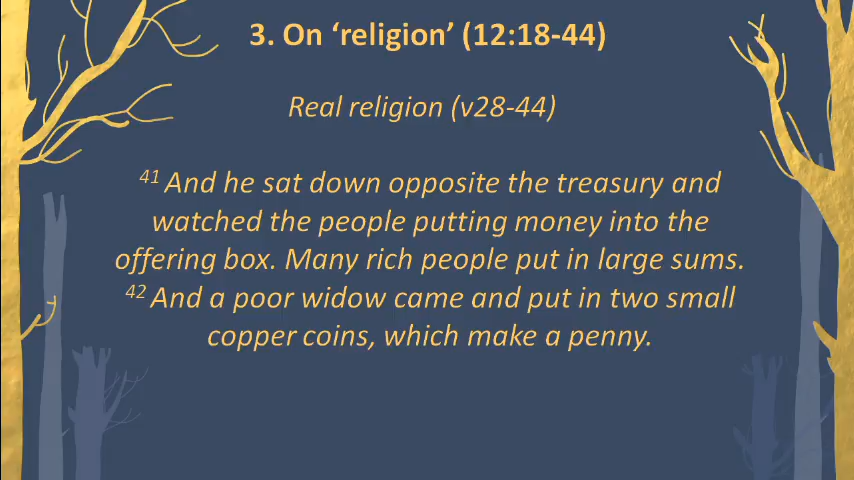 3. On ‘religion’ (12:18-44)
Real religion (v28-44)
41 And he sat down opposite the treasury and
watched the people putting money into the
offering box. Many rich people put in large sums.
42 And a poor widow came and put in two small
copper coins, which make a penny.